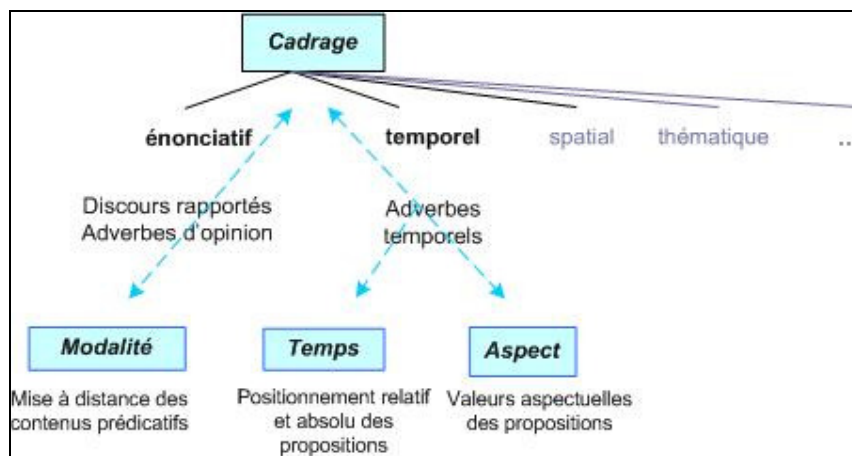 Cadrage
énonciatif
temporel
spatial
thématique
..
Discours rapportés
Adverbes d'opinion
Adverbes
temporels
Modalité
Temps
Aspect
Mise à distance des
contenus prédicatifs
Positionnement relatif
et absolu des
propositions
Valeurs aspectuelles
des propositions